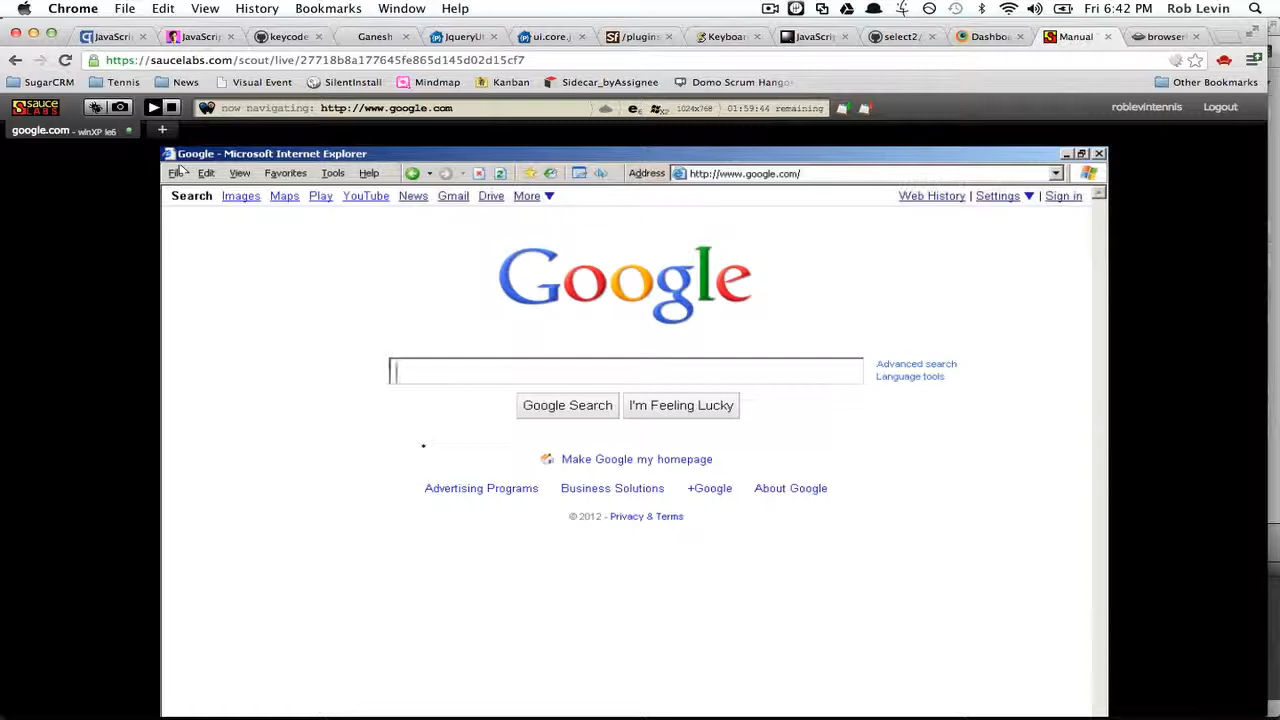 Chrome File Edit View History Bookmarks Window Help Fri 6:42 PM Rob Levin
JavaScri JavaScri keycode Ganesh JqueryUI ui.core.j /plugins Keyboar JavaScri select2/ Dashbo Manual browser
https://saucelabs.com/scout/live/27718b8a177645fe865d145d02d15cf7
SugarCRM Tennis News Visual Event SilentInstall Mindmap Kanban Sidecar_byAssignee Domo Scrum Hango Other Bookmarks
SAUCE LABS now navigating: http://www.google.com 1024x768 01:59:44 remaining roblevintennis Logout
google.com - winXP ie6 +
Google - Microsoft Internet Explorer
File Edit View Favorites Tools Help Address http://www.google.com/
Search Images Maps Play YouTube News Gmail Drive More Web History | Settings | Sign in
Google
Advanced search
Language tools
Google Search I'm Feeling Lucky
Make Google my homepage
Advertising Programs Business Solutions +Google About Google
© 2012 - Privacy & Terms